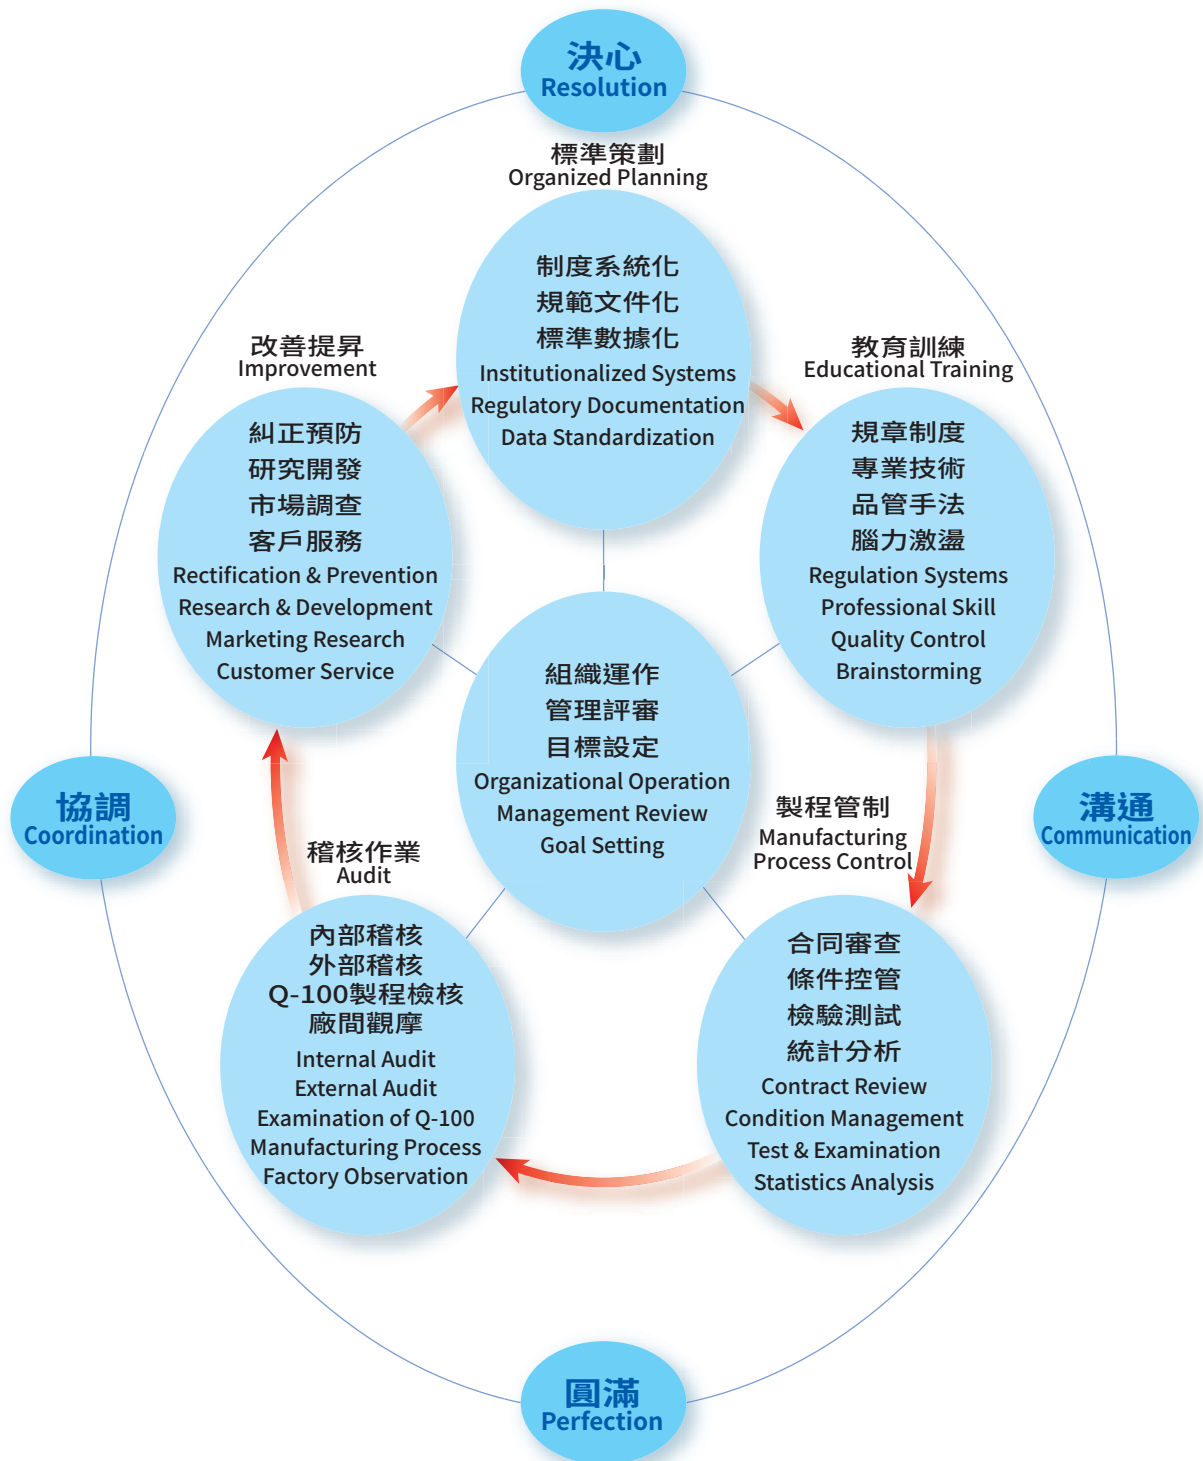 決心
Resolution
標準策劃
Organized Planning
制度系統化
規範文件化
標準數據化
Institutionalized Systems
Regulatory Documentation
Data Standardization
改善提昇
Improvement
糾正預防
研究開發
市場調查
客戶服務
Rectification & Prevention
Research & Development
Marketing Research
Customer Service
教育訓練
Educational Training
規章制度
專業技術
品管手法
腦力激盪
Regulation Systems
Professional Skill
Quality Control
Brainstorming
組織運作
管理評審
目標設定
Organizational Operation
Management Review
Goal Setting
協調
Coordination
溝通
Communication
稽核作業
Audit
內部稽核
外部稽核
Q-100製程檢核
廠間觀摩
Internal Audit
External Audit
Examination of Q-100
Manufacturing Process
Factory Observation
製程管制
Manufacturing
Process Control
合同審查
條件控管
檢驗測試
統計分析
Contract Review
Condition Management
Test & Examination
Statistics Analysis
圓滿
Perfection